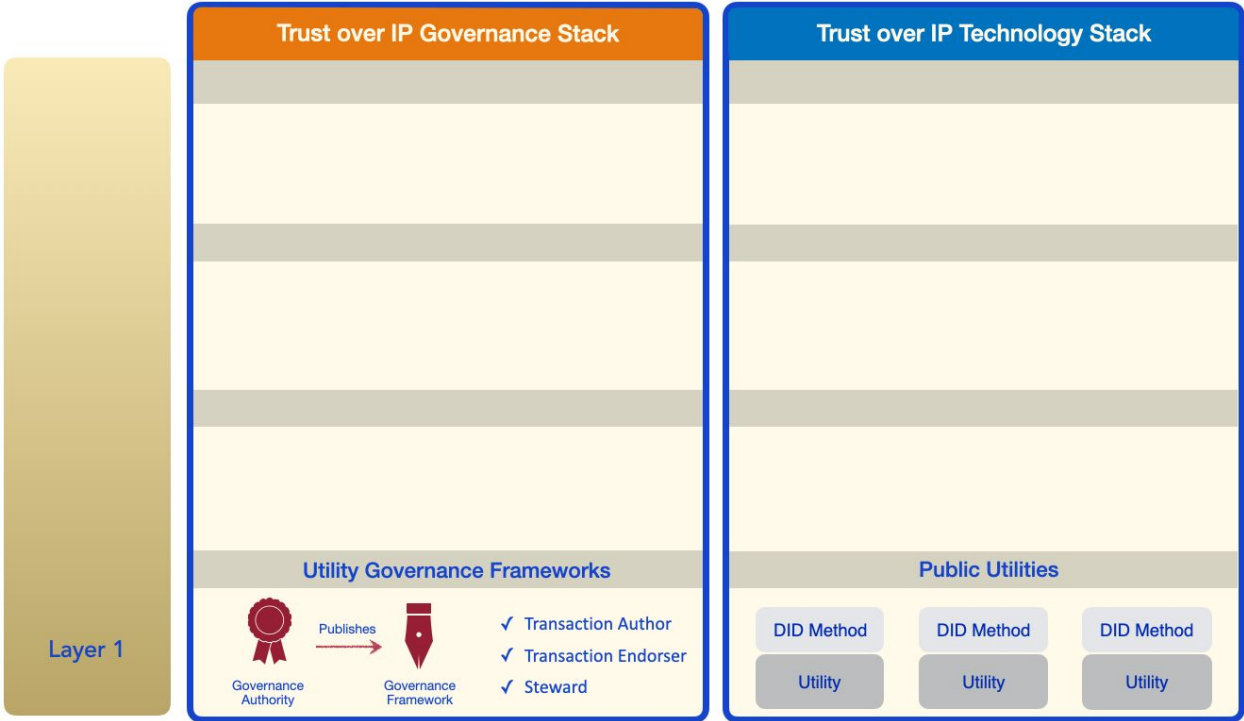 Trust over IP Governance Stack
Trust over IP Technology Stack
Layer 1
Utility Governance Frameworks
Governance
Authority
Publishes
Governance
Framework
✓ Transaction Author
✓ Transaction Endorser
✓ Steward
Public Utilities
DID Method
DID Method
DID Method
Utility
Utility
Utility